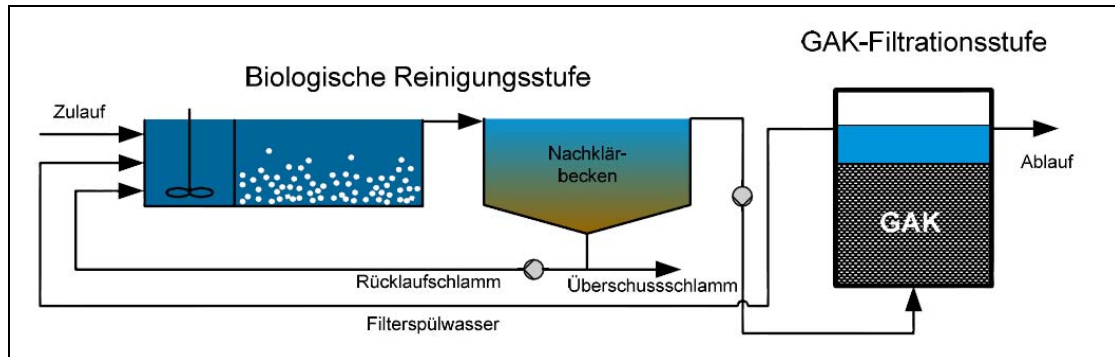 GAK-Filtrationsstufe
Biologische Reinigungsstufe
Zulauf
Nachklär-
becken
Ablauf
GAK
Rücklaufschlamm
Überschussschlamm
Filterspülwasser